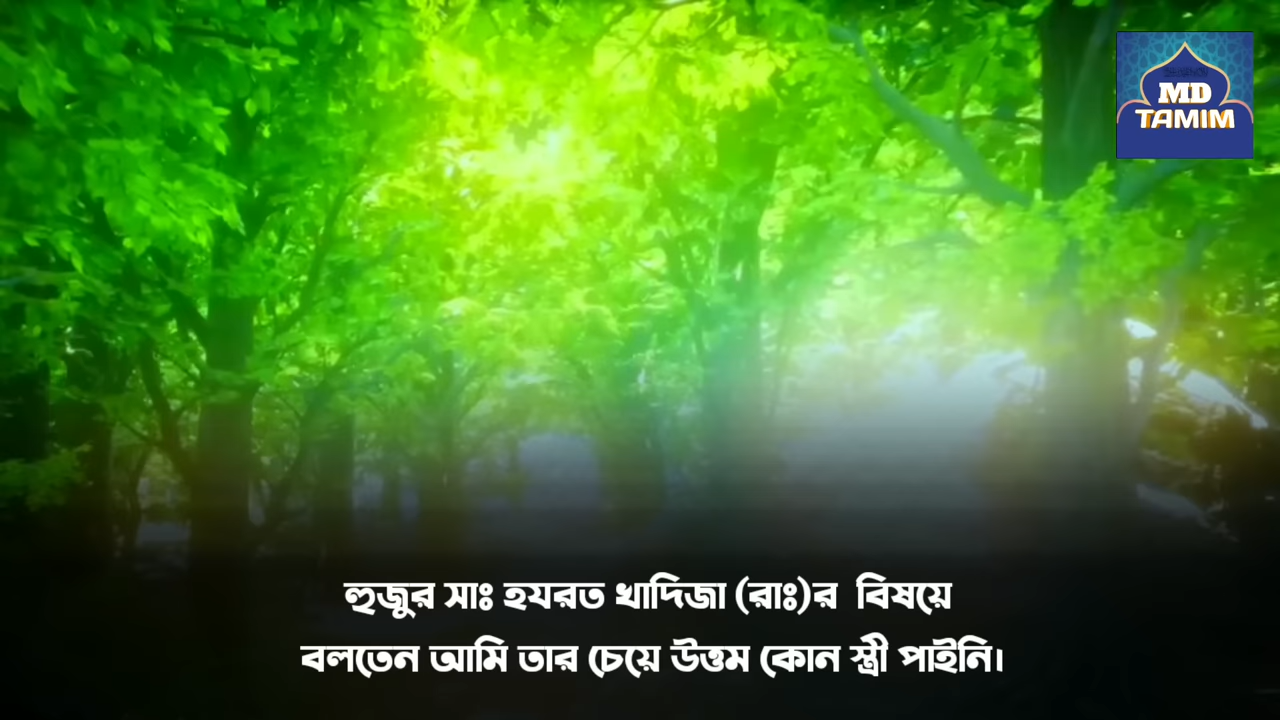 MD
TAMIM
হুজুর সাঃ হযরত খাদিজা (রাঃ)র বিষয়ে
বলতেন আমি তার চেয়ে উত্তম কোন স্ত্রী পাইনি।